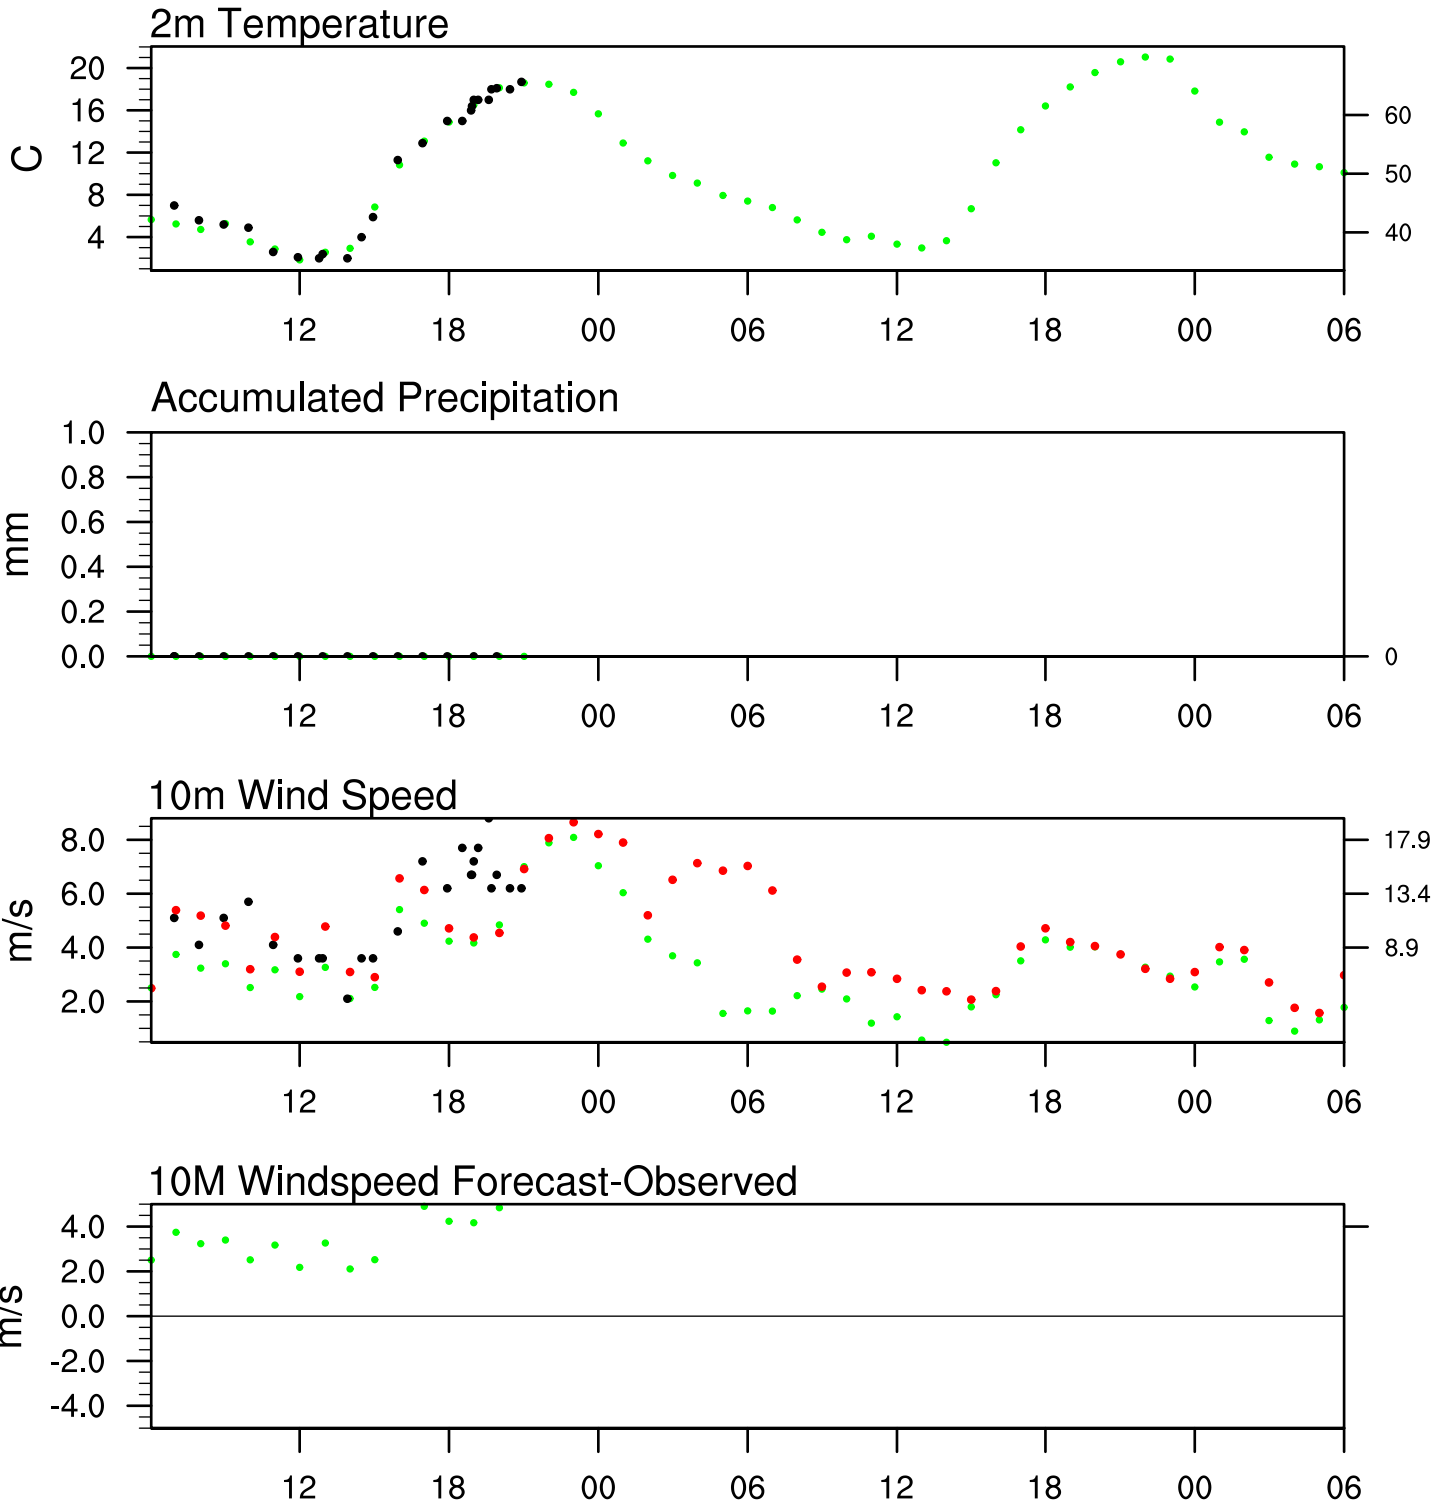 2m Temperature
20
16
12
8
4
C
60
50
40
12 18 00 06 12 18 00 06
Accumulated Precipitation
1.0
0.8
0.6
0.4
0.2
0.0
mm
0
12 18 00 06 12 18 00 06
10m Wind Speed
8.0
6.0
4.0
2.0
m/s
17.9
13.4
8.9
12 18 00 06 12 18 00 06
10M Windspeed Forecast-Observed
4.0
2.0
0.0
-2.0
-4.0
m/s
12 18 00 06 12 18 00 06